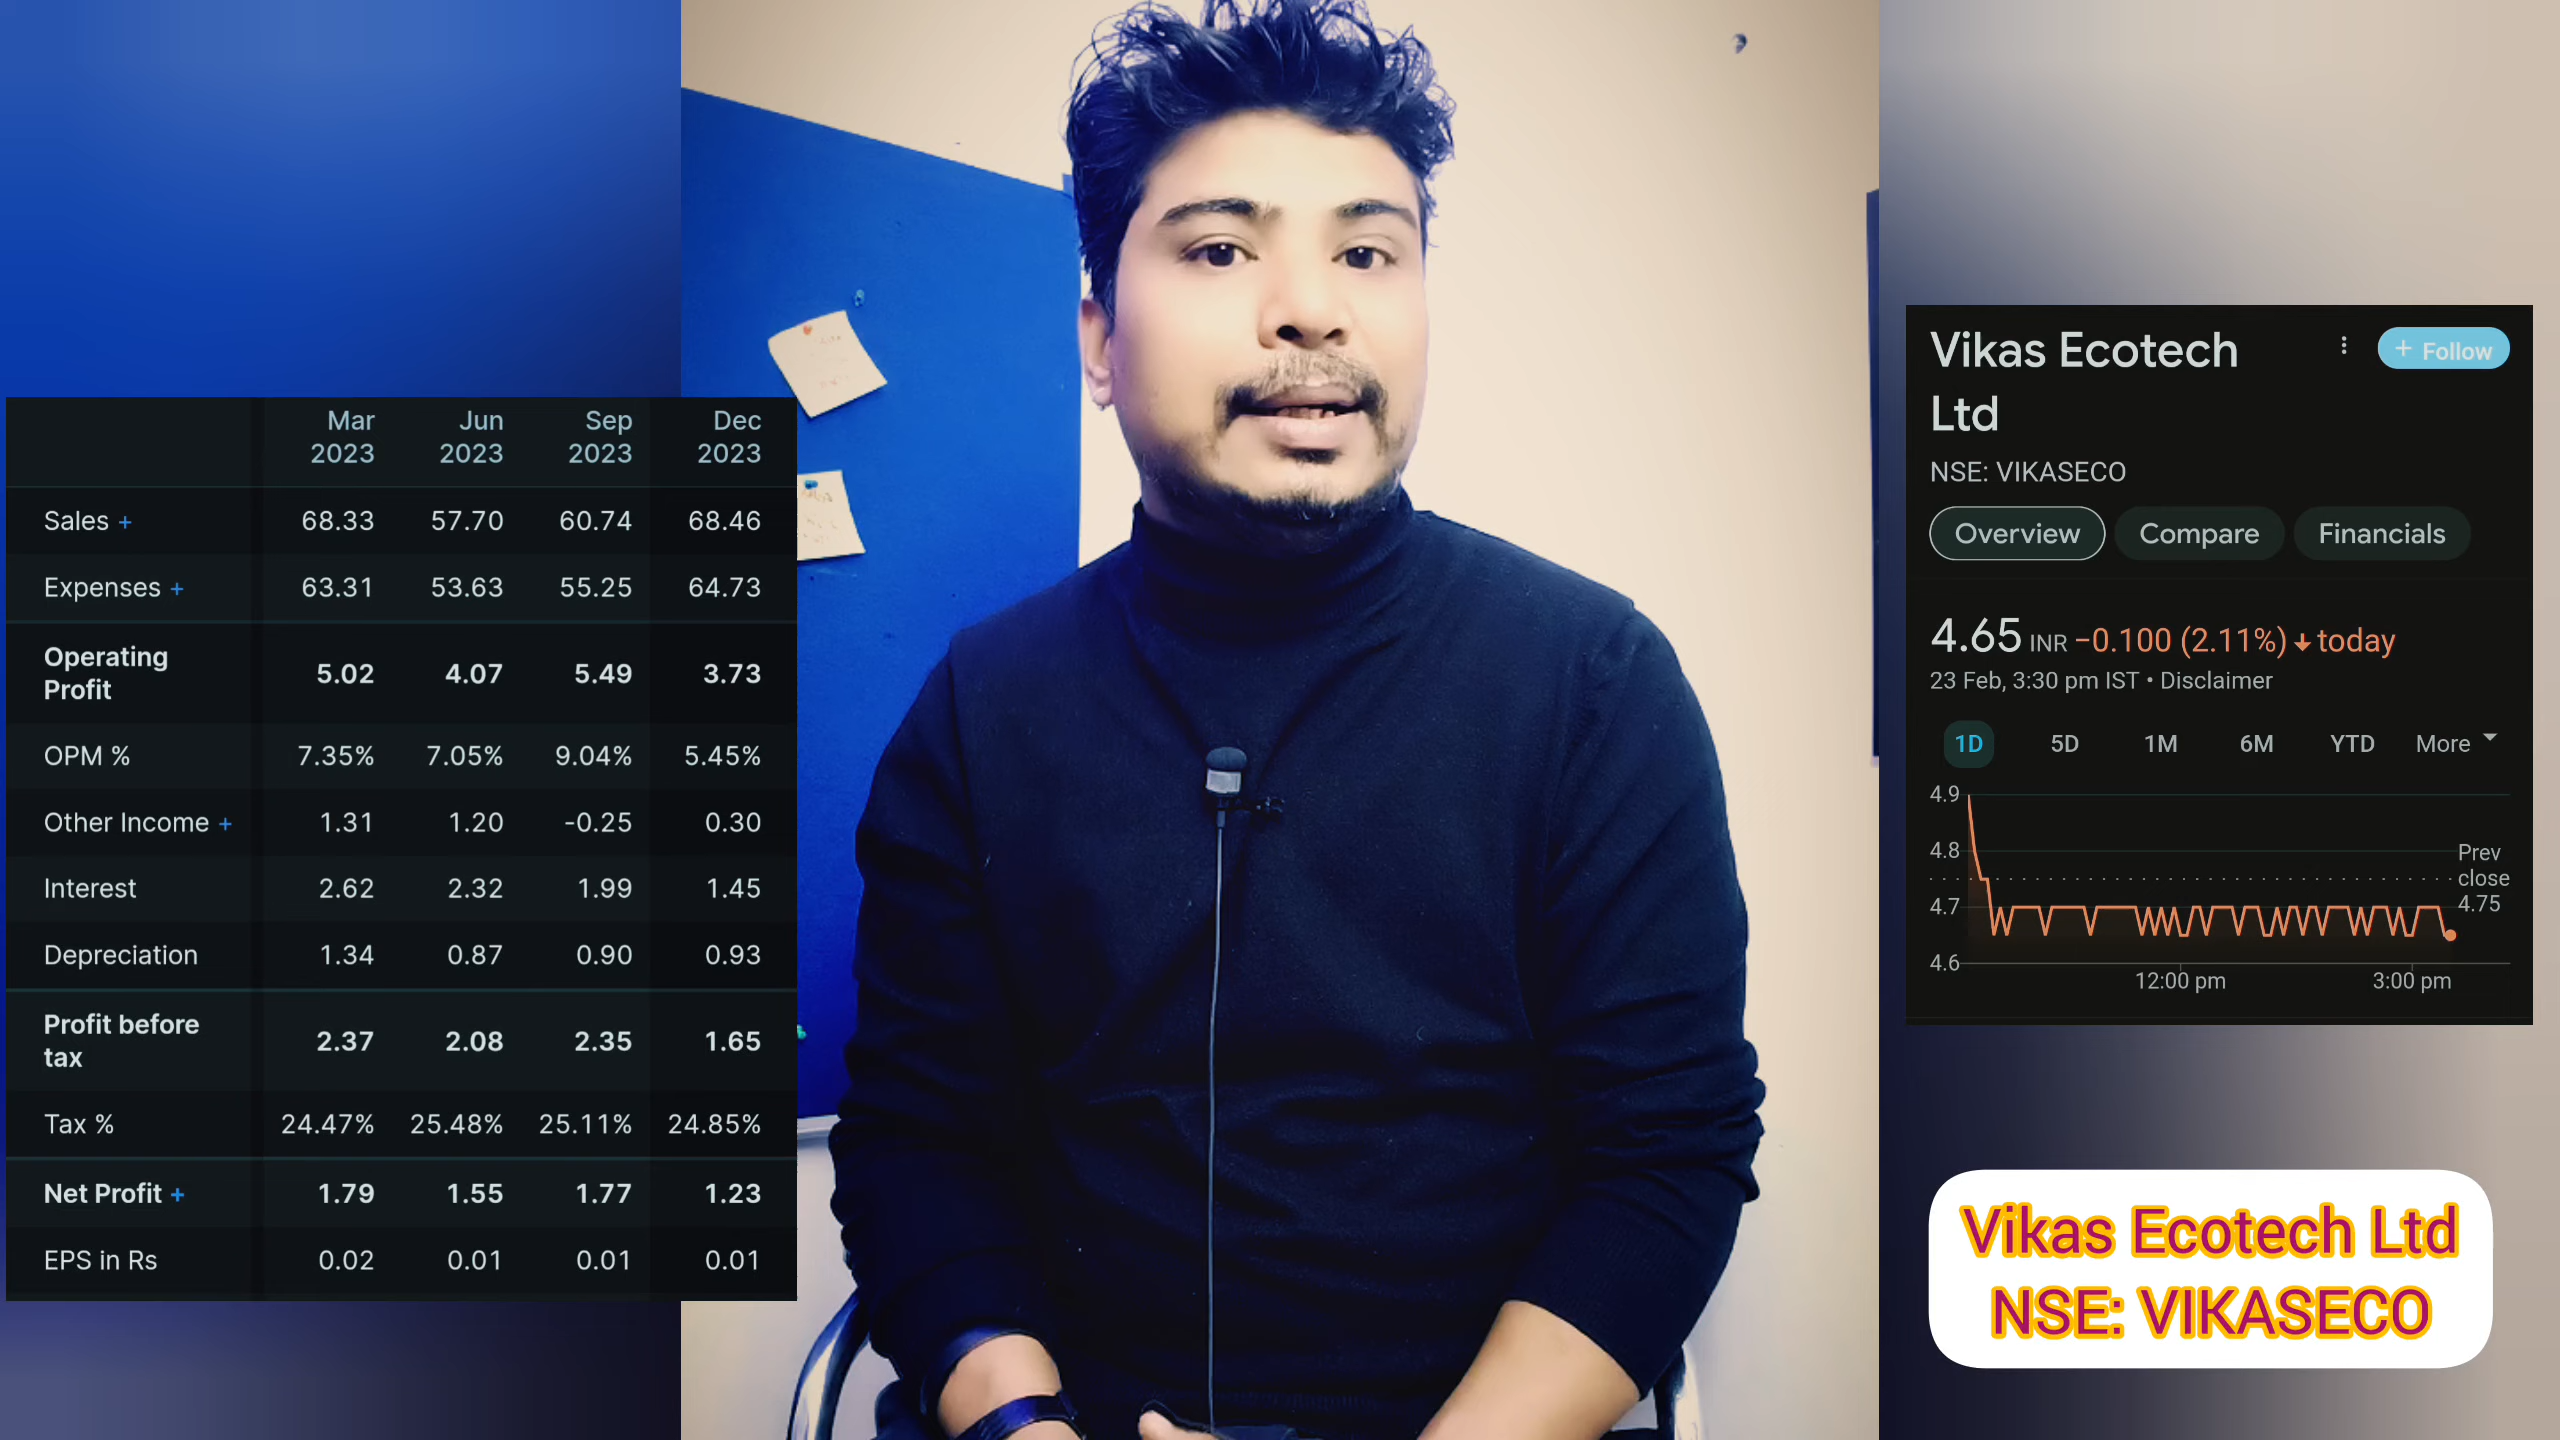 Mar Jun Sep Dec
2023 2023 2023 2023
Sales + 68.33 57.70 60.74 68.46
Expenses + 63.31 53.63 55.25 64.73
Operating
Profit 5.02 4.07 5.49 3.73
OPM % 7.35% 7.05% 9.04% 5.45%
Other Income + 1.31 1.20 -0.25 0.30
Interest 2.62 2.32 1.99 1.45
Depreciation 1.34 0.87 0.90 0.93
Profit before
tax 2.37 2.08 2.35 1.65
Tax % 24.47% 25.48% 25.11% 24.85%
Net Profit + 1.79 1.55 1.77 1.23
EPS in Rs 0.02 0.01 0.01 0.01
Vikas Ecotech
Ltd
+ Follow
NSE: VIKASECO
Overview Compare Financials
4.65 INR −0.100 (2.11%) ↓ today
23 Feb, 3:30 pm IST • Disclaimer
1D 5D 1M 6M YTD More
4.9
4.8
4.7
4.6
Prev
close
4.75
12:00 pm 3:00 pm
Vikas Ecotech Ltd
NSE: VIKASECO